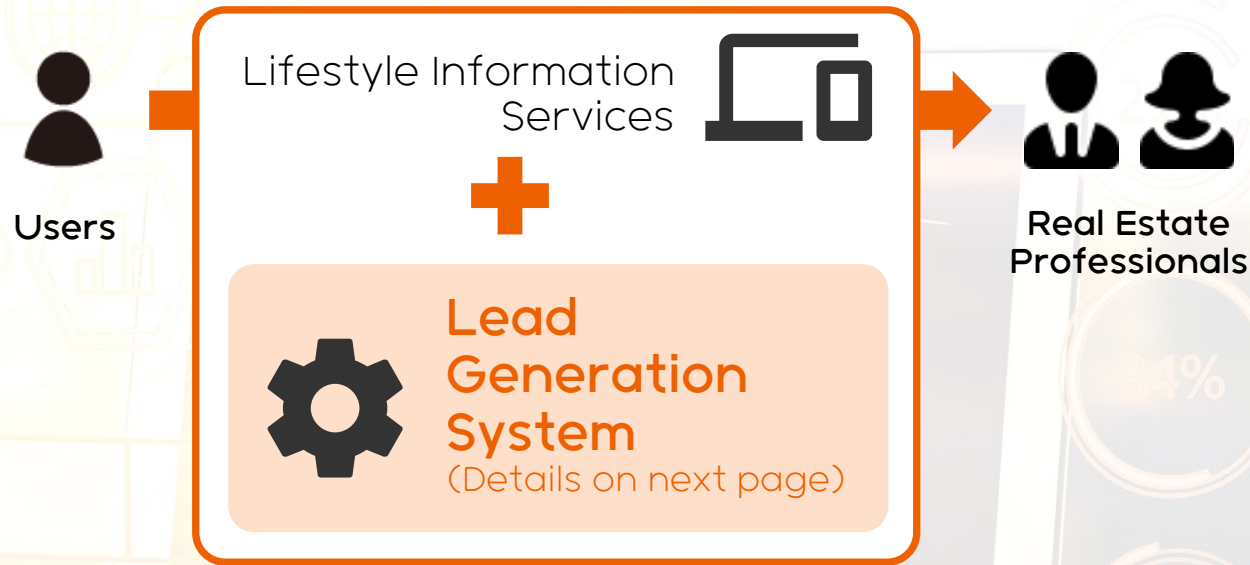 Lifestyle Information
Services
Users
Real Estate
Professionals
Lead
Generation
System
(Details on next page)